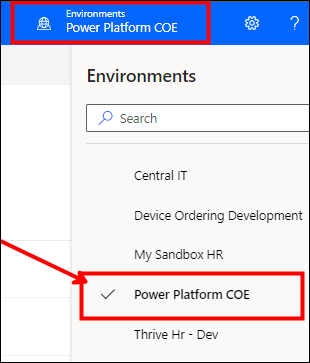 Environments
Power Platform COE
?
Environments
Search
Central IT
Device Ordering Development
My Sandbox HR
Power Platform COE
Thrive Hr - Dev